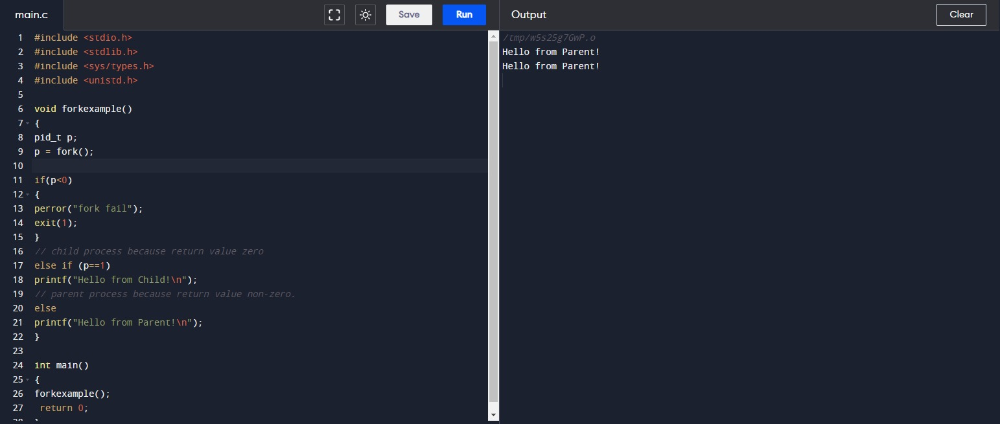 main.c Save Run Output Clear
1 #include <stdio.h>
2 #include <stdlib.h>
3 #include <sys/types.h>
4 #include <unistd.h>
5
6 void forkexample()
7 {
8 pid_t p;
9 p = fork();
10
11 if(p<0)
12 {
13 perror("fork fail");
14 exit(1);
15 }
16 // child process because return value zero
17 else if (p==1)
18 printf("Hello from Child!\n");
19 // parent process because return value non-zero.
20 else
21 printf("Hello from Parent!\n");
22 }
23
24 int main()
25 {
26 forkexample();
27 return 0;
/tmp/w5s25g7GwP.o
Hello from Parent!
Hello from Parent!